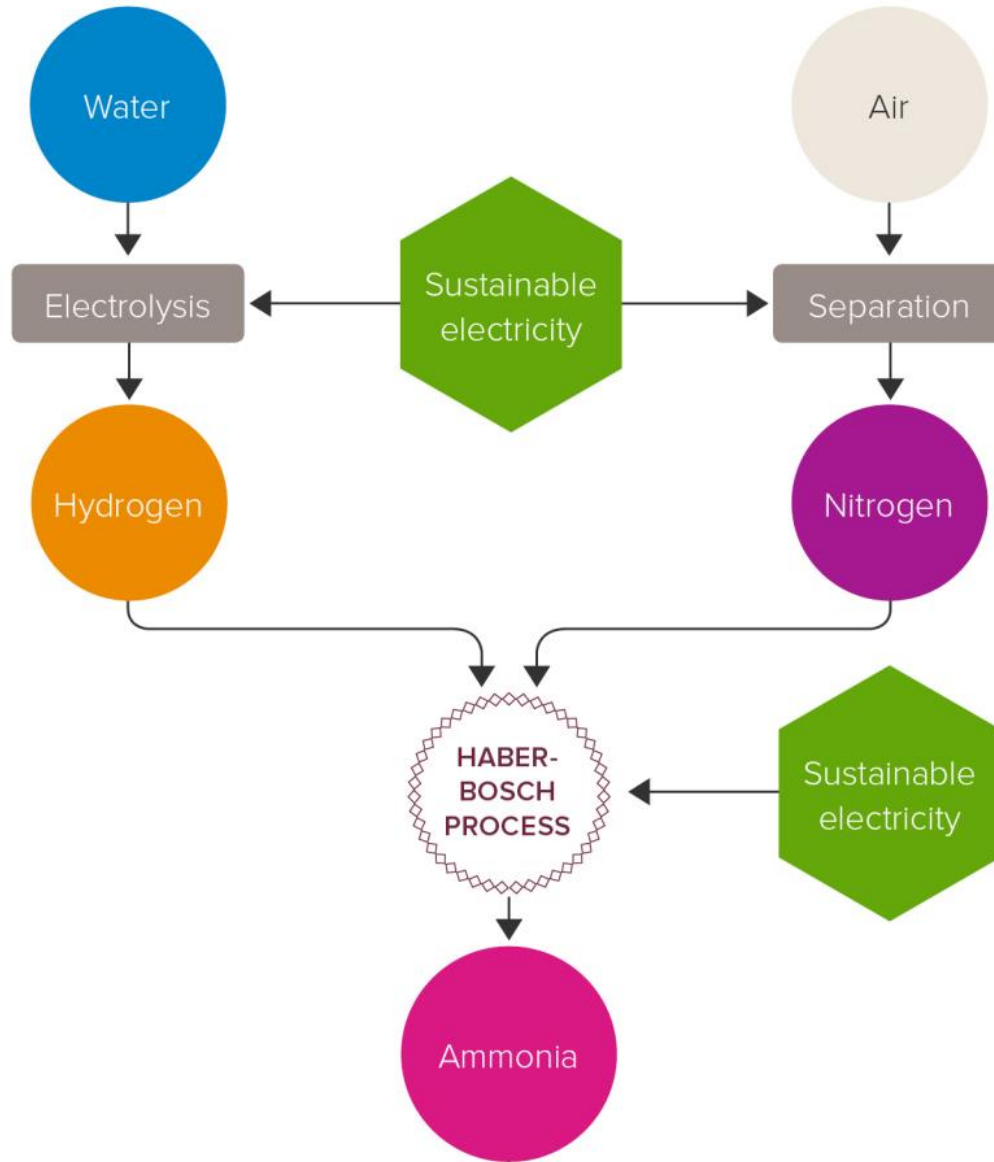 Water
Air
Sustainable
electricity
Electrolysis
Separation
Hydrogen
Nitrogen
HABER-
BOSCH
PROCESS
Sustainable
electricity
Ammonia